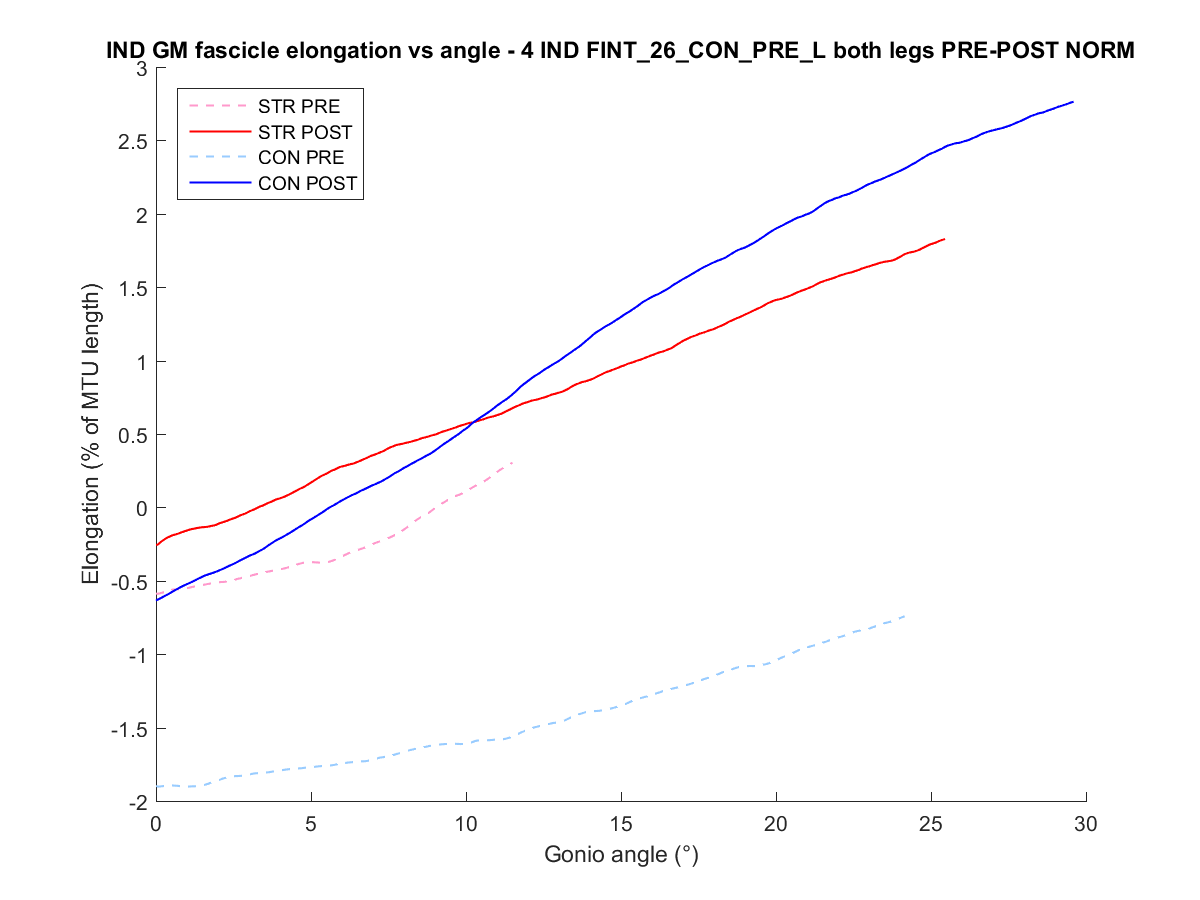 IND GM fascicle elongation vs angle - 4 IND FINT_26_CON_PRE_L both legs PRE-POST NORM
STR PRE
STR POST
CON PRE
CON POST
Elongation (% of MTU length)
3
2.5
2
1.5
1
0.5
0
-0.5
-1
-1.5
-2
0 5 10 15 20 25 30
Gonio angle (°)